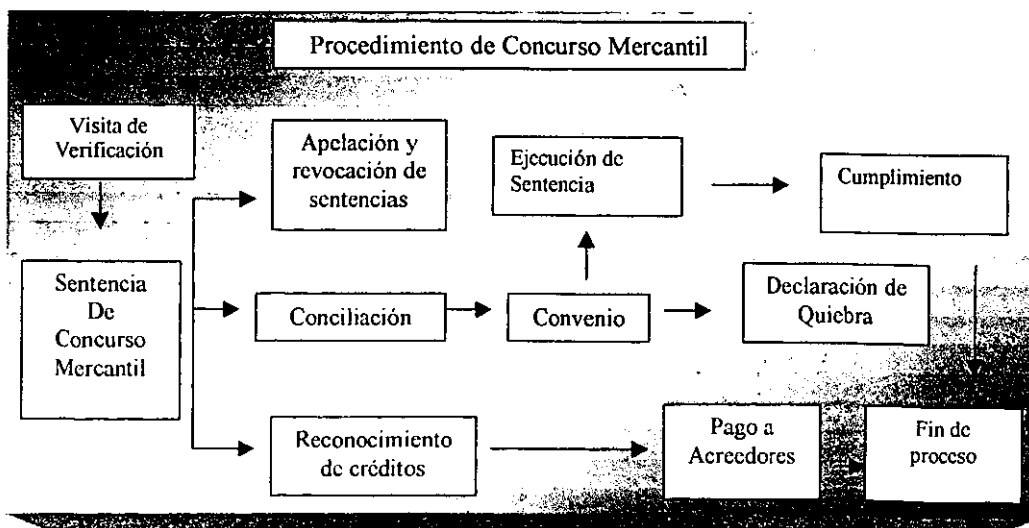 Procedimiento de Concurso Mercantil
Visita de
Verificación
Apelación y
revocación de
sentencias
Ejecución de
Sentencia
Cumplimiento
Sentencia
De
Concurso
Mercantil
Conciliación
Convenio
Declaración de
Quiebra
Reconocimiento
de créditos
Pago a
Acreedores
Fin de
proceso